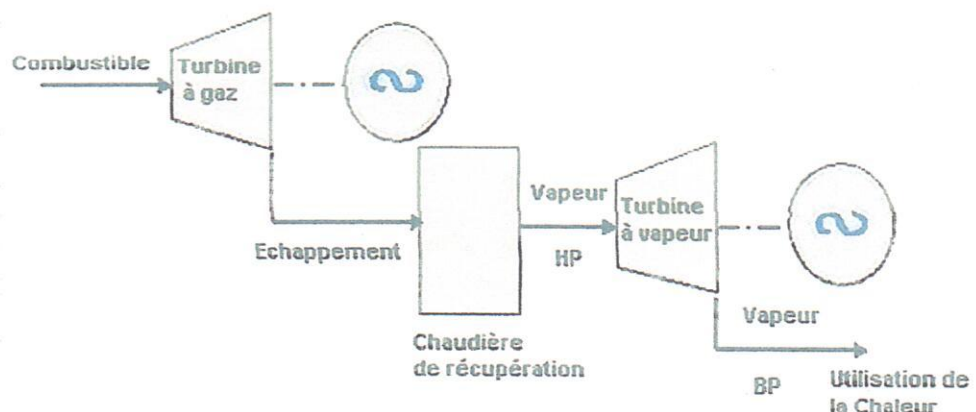 Combustible
Turbine
à gaz
Echappement
Vapeur
HP
Turbine
à vapeur
Chaudière
de récupération
Vapeur
BP
Utilisation de
la Chaleur